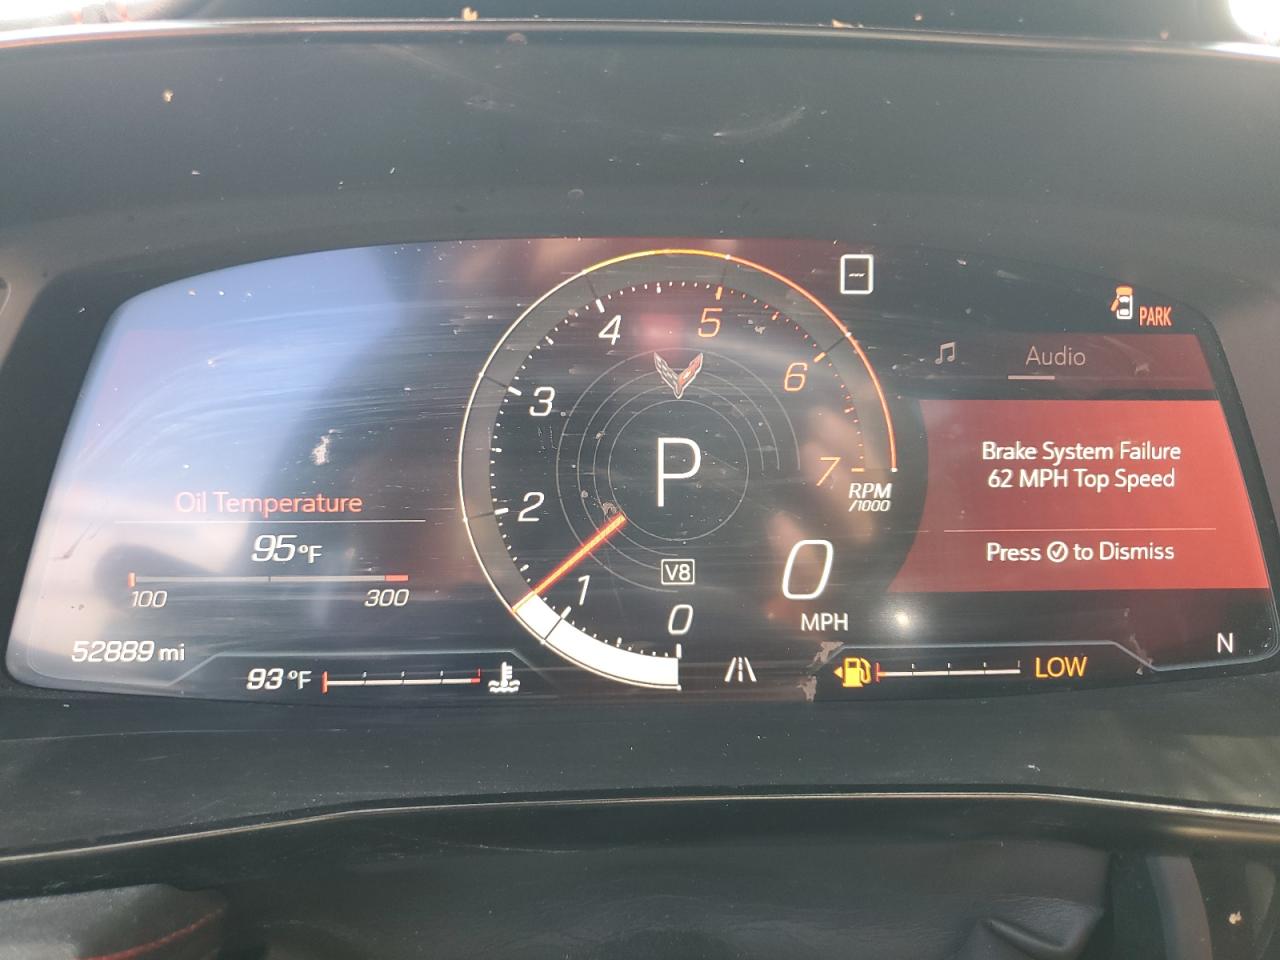 PARK
Audio
Brake System Failure
62 MPH Top Speed
Press to Dismiss
Oil Temperature
95°F
100 300
52889 mi
93°F
0
1
2
3
4
5
6
7
RPM
/1000
P
V8
0
MPH
LOW
N